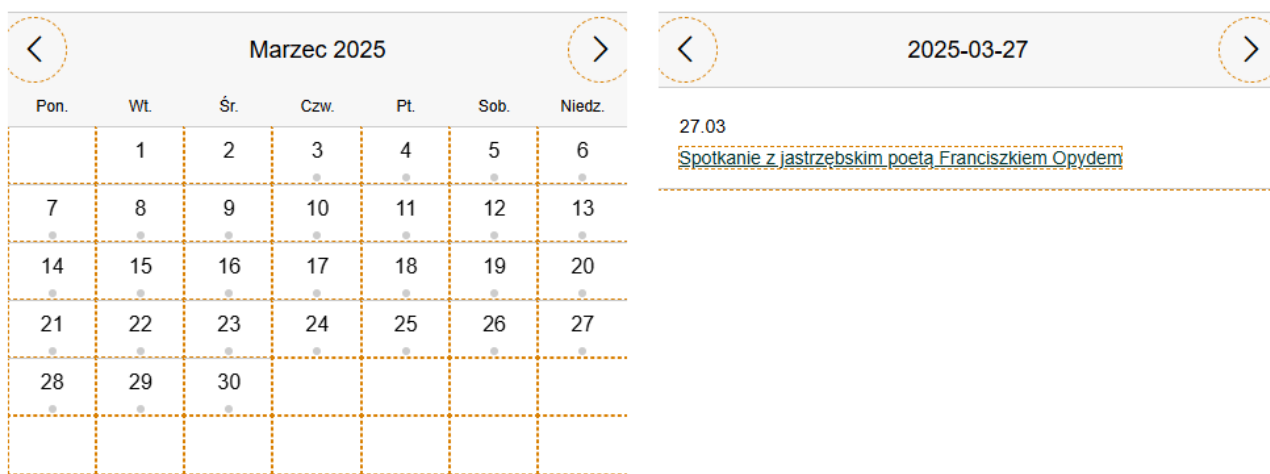 Marzec 2025
Pon. Wt. Śr. Czw. Pt. Sob. Niedz.
1 2 3 4 5 6
7 8 9 10 11 12 13
14 15 16 17 18 19 20
21 22 23 24 25 26 27
28 29 30
2025-03-27
27.03
Spotkanie z jastrzębskim poetą Franciszkiem Opydem